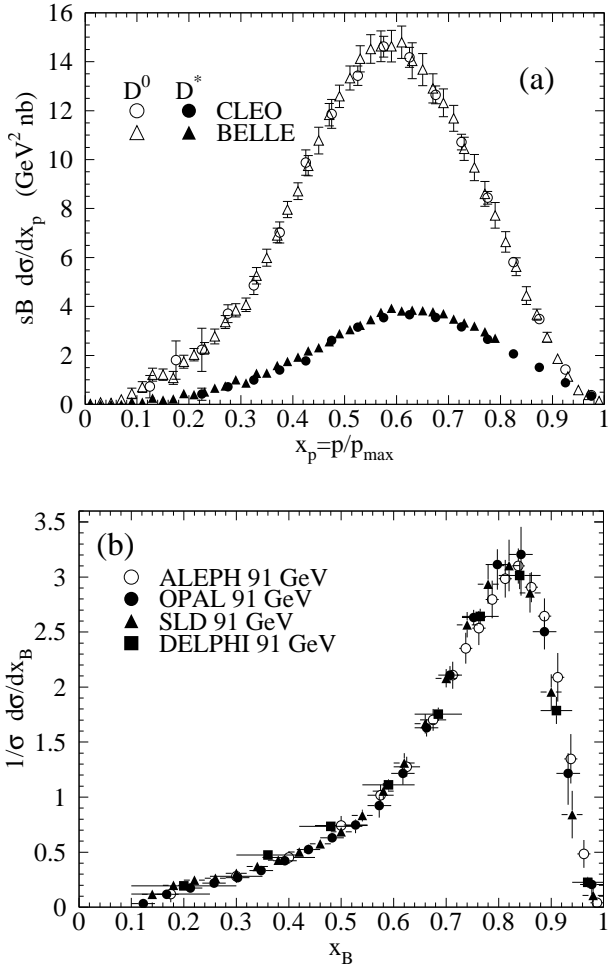 16
14
12
10
8
6
4
2
0
(a)
D⁰ D*
CLEO
BELLE
sB dσ/dxₚ (GeV² nb)
0 0.1 0.2 0.3 0.4 0.5 0.6 0.7 0.8 0.9 1
xₚ=p/pₘₐₓ
3.5
3
2.5
2
1.5
1
0.5
0
(b)
ALEPH 91 GeV
OPAL 91 GeV
SLD 91 GeV
DELPHI 91 GeV
1/σ dσ/dx_B
0 0.1 0.2 0.3 0.4 0.5 0.6 0.7 0.8 0.9 1
x_B